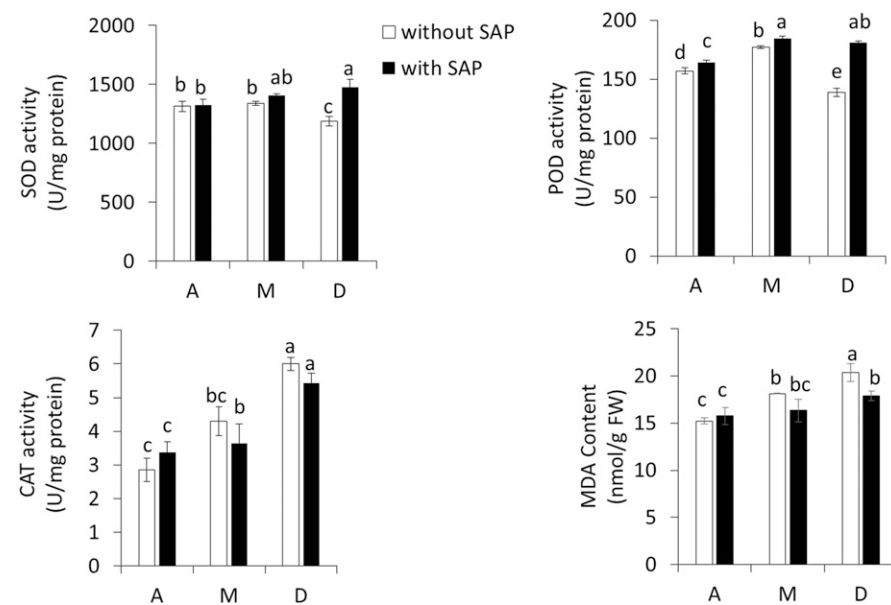 2000
1500
1000
500
0
SOD activity
(U/mg protein)
b b b ab c a
A M D
without SAP
with SAP
200
150
100
50
0
POD activity
(U/mg protein)
d c b a e ab
A M D
7
6
5
4
3
2
1
0
CAT activity
(U/mg protein)
c c bc b a a
A M D
25
20
15
10
5
0
MDA Content
(nmol/g FW)
c c b bc a b
A M D